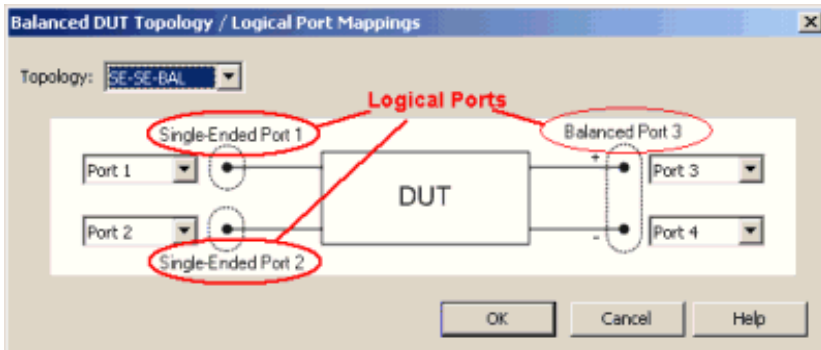 Balanced DUT Topology / Logical Port Mappings
Topology: SE-SE-BAL
Logical Ports
Single-Ended Port 1
Balanced Port 3
Port 1
+
Port 3
DUT
Port 2
-
Port 4
Single-Ended Port 2
OK
Cancel
Help